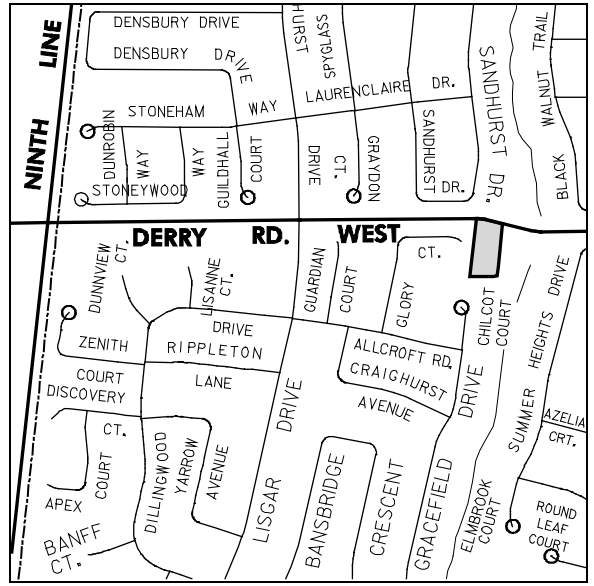 NINTH LINE
DENSBURY DRIVE
DENSBURY DRIVE
HURST
SPYGLASS
CT.
SANDHURST DR.
WALNUT TRAIL
BLACK
LAURENCLAIRE DR.
STONEHAM WAY
DUNROBIN
WAY
WAY
GUILDHALL
COURT
DRIVE
GRAYDON
SANDHURST
DR.
STONEYWOOD
DERRY RD. WEST
DUNNVIEW
CT.
LISANNE
CT.
GUARDIAN
COURT
GLORY
CT.
CHILCOT
COURT
SUMMER HEIGHTS DRIVE
ZENITH
DRIVE
RIPPLETON
LANE
ALLCROFT RD.
CRAIGHURST
AVENUE
COURT
DISCOVERY
CT.
LISGAR DRIVE
GRACEFIELD DRIVE
AZELIA
CRT.
APEX
COURT
DILLINGWOOD
YARROW
AVENUE
BANSBRIDGE
CRESCENT
ELMBROOK
COURT
ROUND
LEAF
COURT
BANFF
CT.